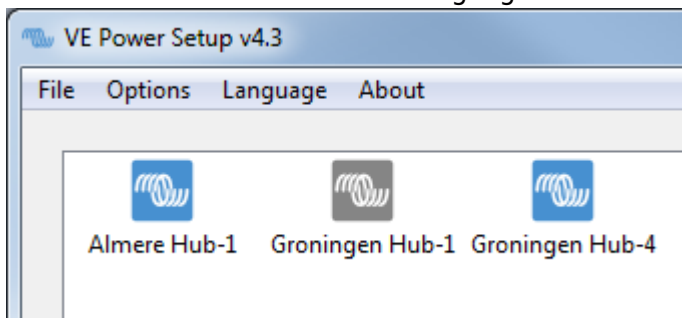 VE Power Setup v4.3
File Options Language About
Almere Hub-1 Groningen Hub-1 Groningen Hub-4